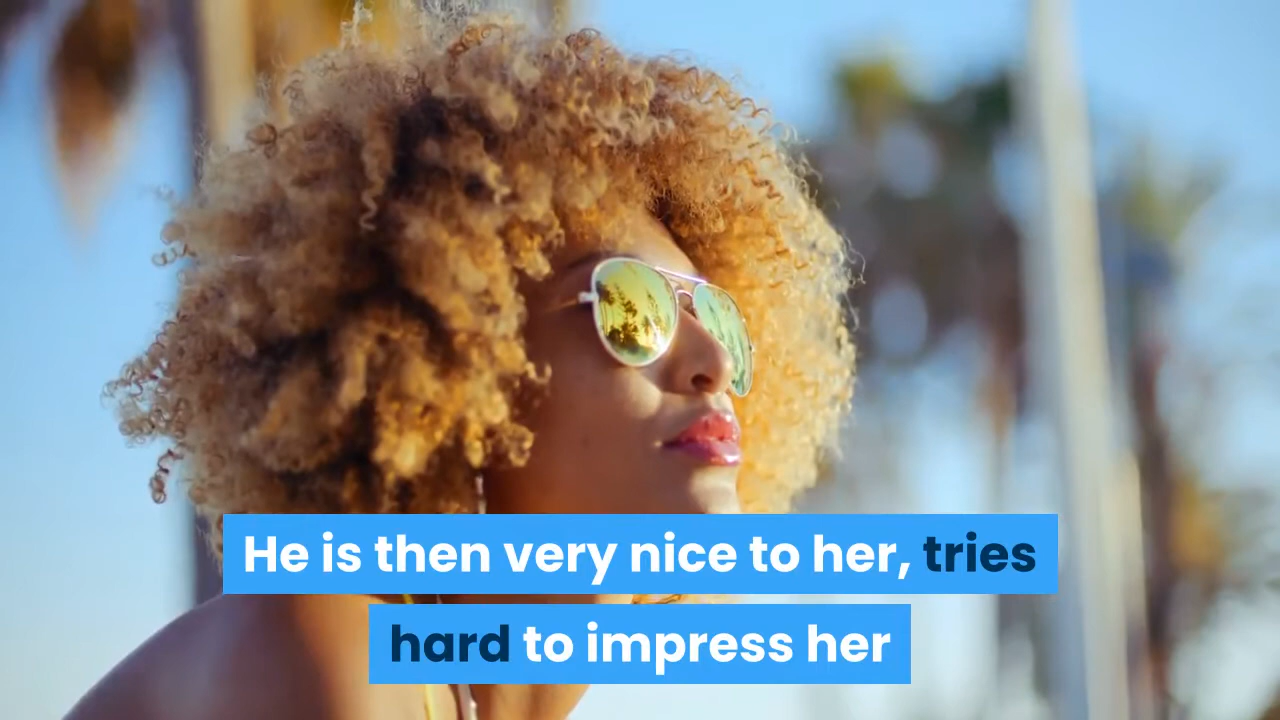 He is then very nice to her, tries
hard to impress her